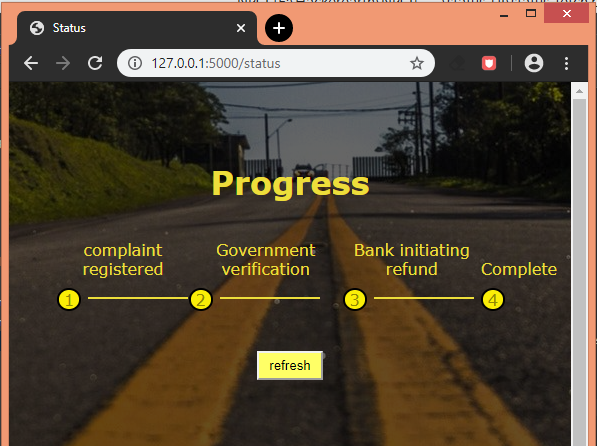 Status
127.0.0.1:5000/status
Progress
complaint
registered
Government
verification
Bank initiating
refund
Complete
1
2
3
4
refresh